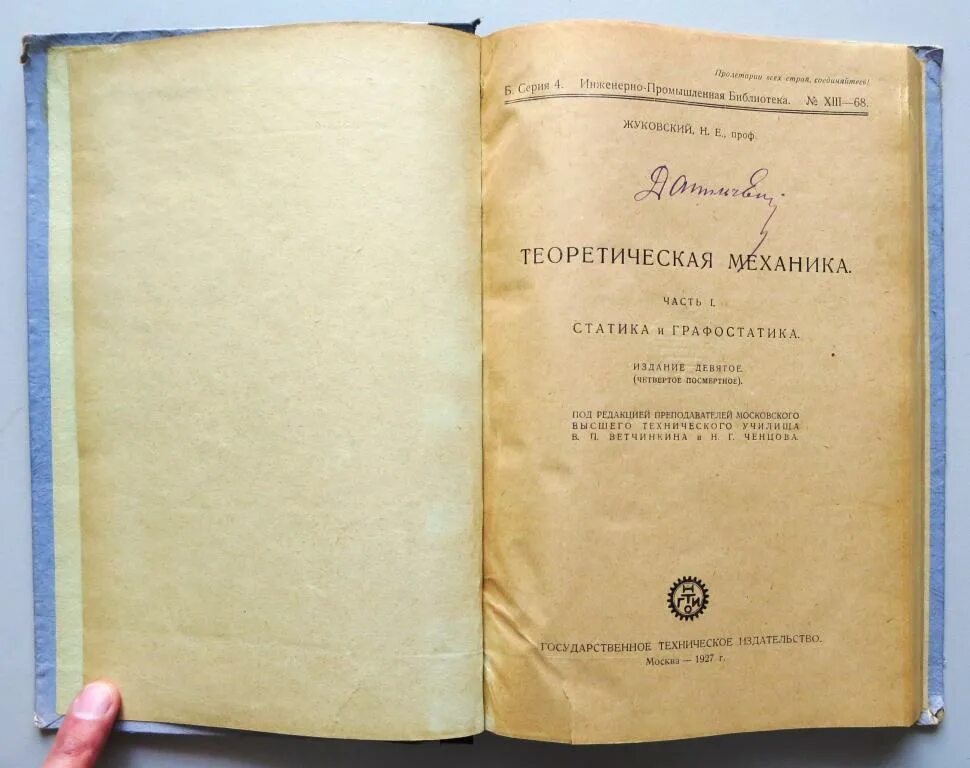 Пролетарии всех стран, соединяйтесь!
Б. Серия 4. Инженерно-Промышленная Библиотека. № XIII—68.
ЖУКОВСКИЙ, Н. Е., проф.
ТЕОРЕТИЧЕСКАЯ МЕХАНИКА.
ЧАСТЬ I.
СТАТИКА и ГРАФОСТАТИКА.
ИЗДАНИЕ ДЕВЯТОЕ
(ЧЕТВЕРТОЕ ПОСМЕРТНОЕ).
ПОД РЕДАКЦИЕЙ ПРЕПОДАВАТЕЛЕЙ МОСКОВСКОГО
ВЫСШЕГО ТЕХНИЧЕСКОГО УЧИЛИЩА
В. П. ВЕТЧИНКИНА и Н. Г. ЧЕНЦОВА.
ГОСУДАРСТВЕННОЕ ТЕХНИЧЕСКОЕ ИЗДАТЕЛЬСТВО.
Москва — 1927 г.